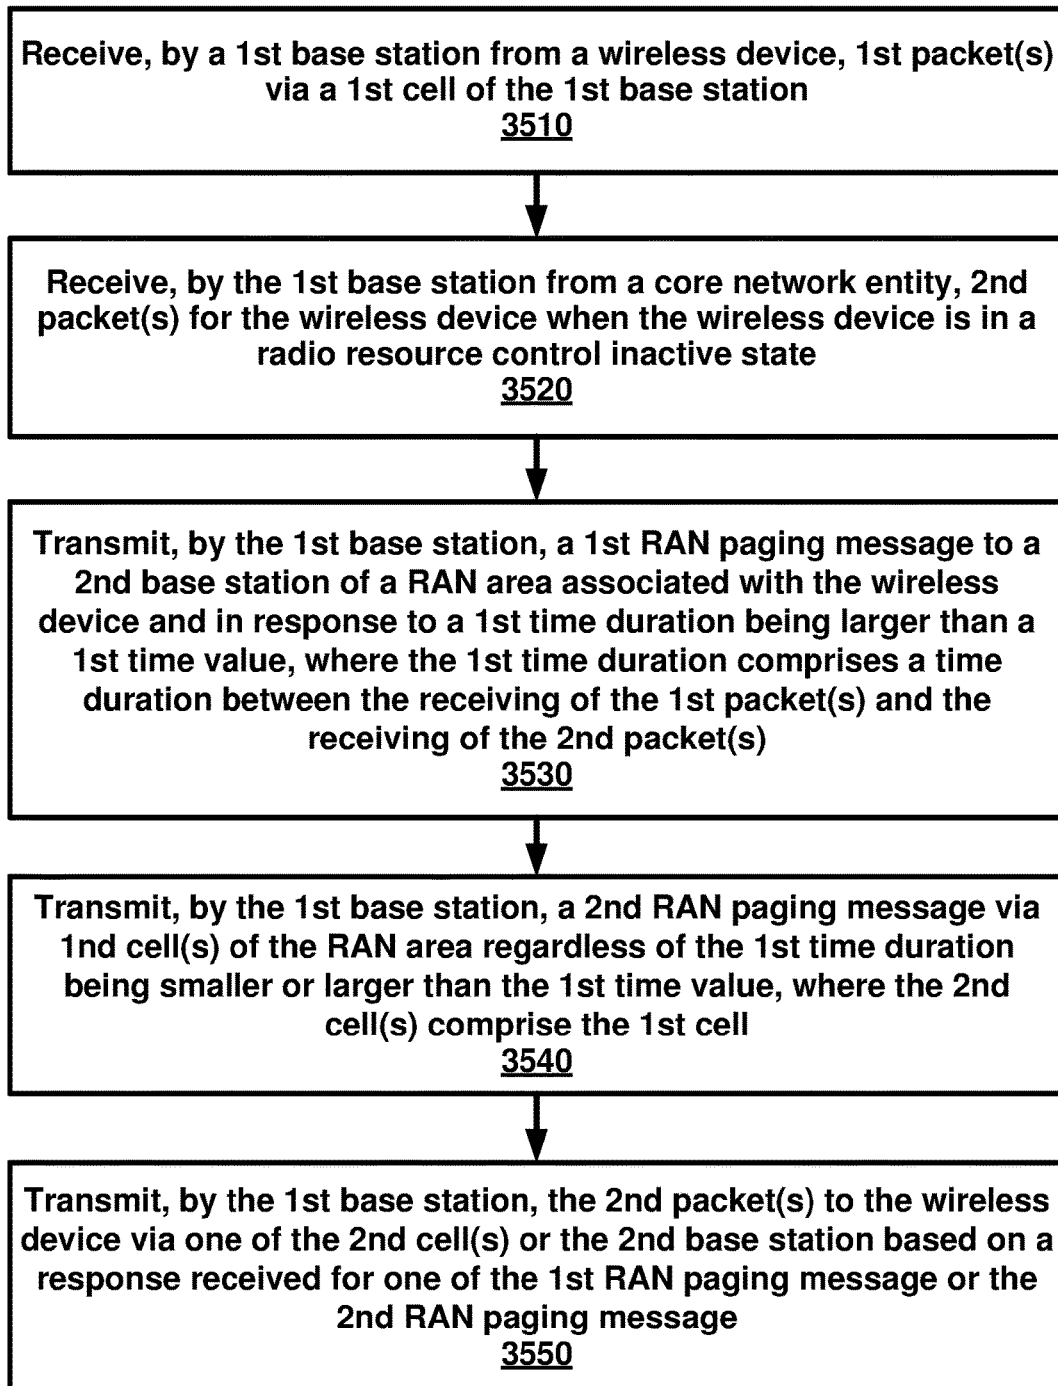 Receive, by a 1st base station from a wireless device, 1st packet(s)
via a 1st cell of the 1st base station
3510
Receive, by the 1st base station from a core network entity, 2nd
packet(s) for the wireless device when the wireless device is in a
radio resource control inactive state
3520
Transmit, by the 1st base station, a 1st RAN paging message to a
2nd base station of a RAN area associated with the wireless
device and in response to a 1st time duration being larger than a
1st time value, where the 1st time duration comprises a time
duration between the receiving of the 1st packet(s) and the
receiving of the 2nd packet(s)
3530
Transmit, by the 1st base station, a 2nd RAN paging message via
1nd cell(s) of the RAN area regardless of the 1st time duration
being smaller or larger than the 1st time value, where the 2nd
cell(s) comprise the 1st cell
3540
Transmit, by the 1st base station, the 2nd packet(s) to the wireless
device via one of the 2nd cell(s) or the 2nd base station based on a
response received for one of the 1st RAN paging message or the
2nd RAN paging message
3550